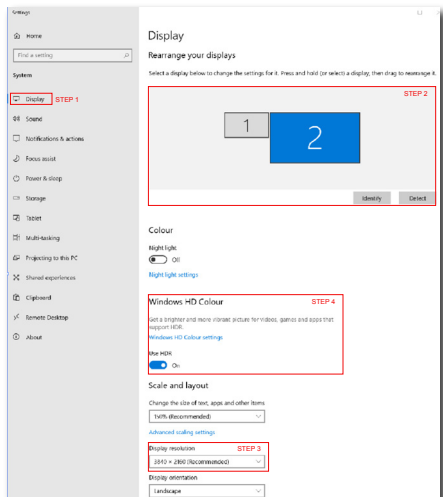 Settings
Home
Find a setting
System
Display STEP 1
Sound
Notifications & actions
Focus assist
Power & sleep
Storage
Tablet
Multi-tasking
Projecting to this PC
Shared experiences
Clipboard
Remote Desktop
About
Display
Rearrange your displays
Select a display below to change the settings for it. Press and hold (or select) a display, then drag to rearrange it.
STEP 2
1
2
Identify Detect
Colour
Night light
Off
Night light settings
Windows HD Colour STEP 4
Get a brighter and more vibrant picture for videos, games and apps that
support HDR.
Windows HD Colour settings
Use HDR
On
Scale and layout
Change the size of text, apps and other items
150% (Recommended)
Advanced scaling settings
Display resolution STEP 3
3840 × 2160 (Recommended)
Display orientation
Landscape